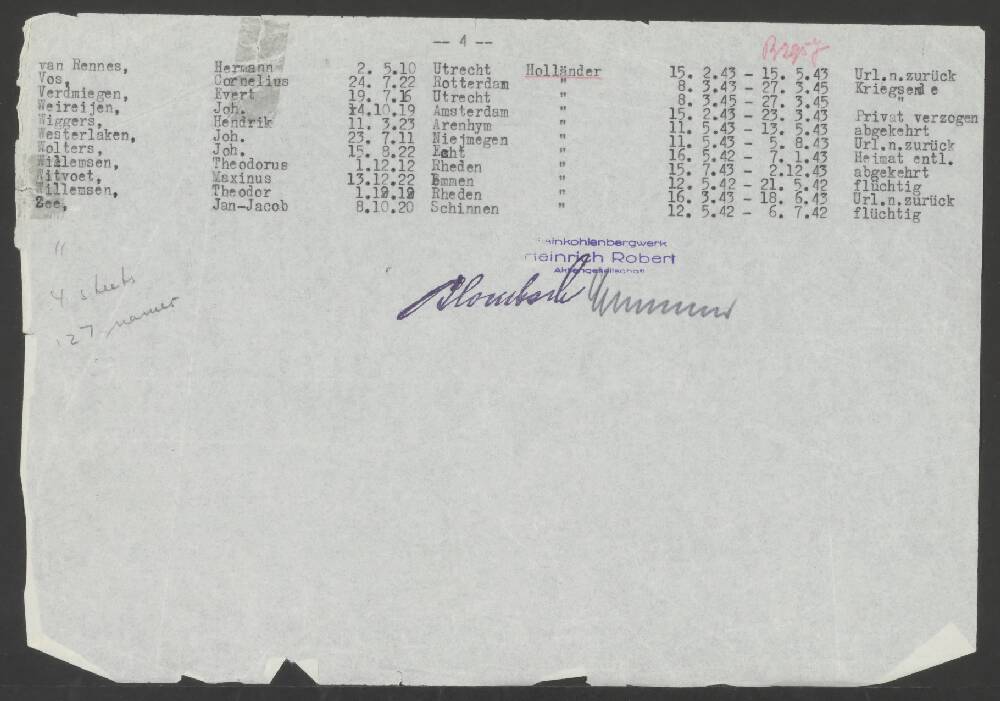 -- 4 --
van Rennes, Hermann 2. 5.10 Utrecht Holländer 15. 2.43 - 15. 5.43 Url.n.zurück
Vos, Cornelius 24. 7.22 Rotterdam " 8. 3.43 - 27. 3.45 Kriegsende
Verdmiegen, Evert 19. 7.16 Utrecht " 8. 3.45 - 27. 3.45 "
Weireijen, Joh. 14.10.19 Amsterdam " 15. 2.43 - 23. 3.43 Privat verzogen
Wiggers, Hendrik 11. 3.23 Arenhym " 11. 5.43 - 13. 5.43 abgekehrt
Westerlaken, Joh. 23. 7.11 Niejmegen " 11. 5.43 - 5. 8.43 Url.n.zurück
Wolters, Joh. 15. 8.22 Echt " 16. 5.42 - 7. 1.43 Heimat entl.
Willemsen, Theodorus 1.12.12 Rheden " 15. 7.43 - 2.12.43 abgekehrt
Witvoet, Maxinus 13.12.22 Emmen " 12. 5.42 - 21. 5.42 flüchtig
Willemsen, Theodor 1.12.12 Rheden " 16. 3.43 - 18. 6.43 Url.n.zurück
Zee, Jan-Jacob 8.10.20 Schinnen " 12. 5.42 - 6. 7.42 flüchtig
Steinkohlenbergwerk
Heinrich Robert
Aktiengesellschaft
"
4 sheets
127 names